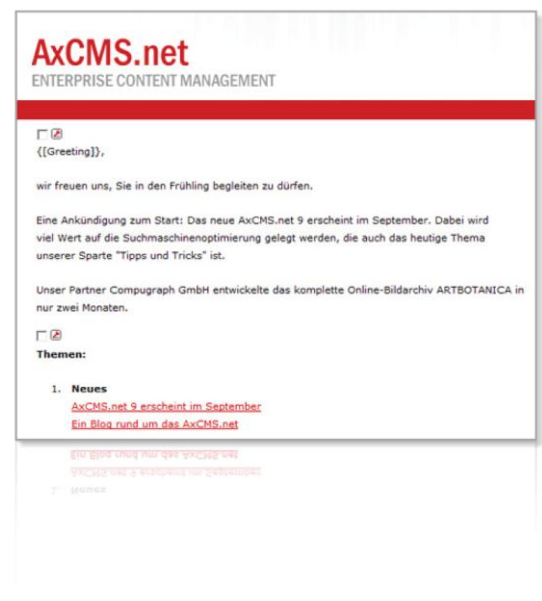 AxCMS.net
ENTERPRISE CONTENT MANAGEMENT
{[Greeting]},
wir freuen uns, Sie in den Frühling begleiten zu dürfen.
Eine Ankündigung zum Start: Das neue AxCMS.net 9 erscheint im September. Dabei wird
viel Wert auf die Suchmaschinenoptimierung gelegt werden, die auch das heutige Thema
unserer Sparte "Tipps und Tricks" ist.
Unser Partner Compugraph GmbH entwickelte das komplette Online-Bildarchiv ARTBOTANICA in
nur zwei Monaten.
Themen:
1. Neues
AxCMS.net 9 erscheint im September
Ein Blog rund um das AxCMS.net